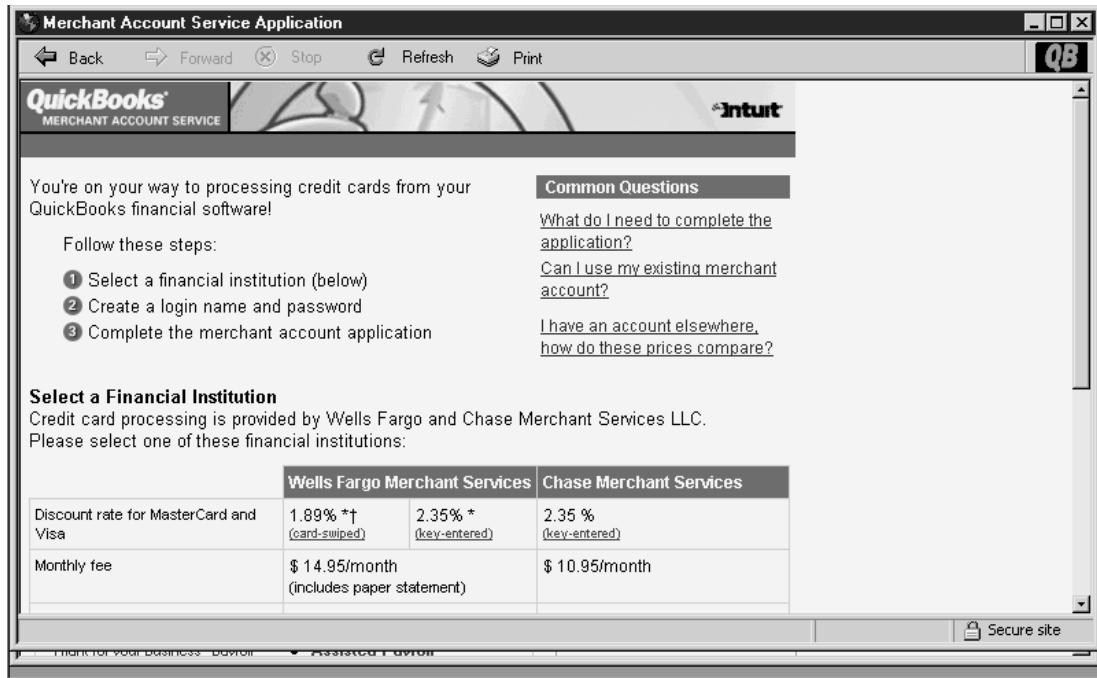 Merchant Account Service Application
Back Forward Stop Refresh Print QB
QuickBooks
MERCHANT ACCOUNT SERVICE
Intuit
You're on your way to processing credit cards from your
QuickBooks financial software!
Follow these steps:
1 Select a financial institution (below)
2 Create a login name and password
3 Complete the merchant account application
Common Questions
What do I need to complete the
application?
Can I use my existing merchant
account?
I have an account elsewhere,
how do these prices compare?
Select a Financial Institution
Credit card processing is provided by Wells Fargo and Chase Merchant Services LLC.
Please select one of these financial institutions:
Wells Fargo Merchant Services Chase Merchant Services
Discount rate for MasterCard and
Visa
1.89% *†
(card-swiped)
2.35% *
(key-entered)
2.35 %
(key-entered)
Monthly fee
$ 14.95/month
(includes paper statement)
$ 10.95/month
Secure site
Assisted Payroll